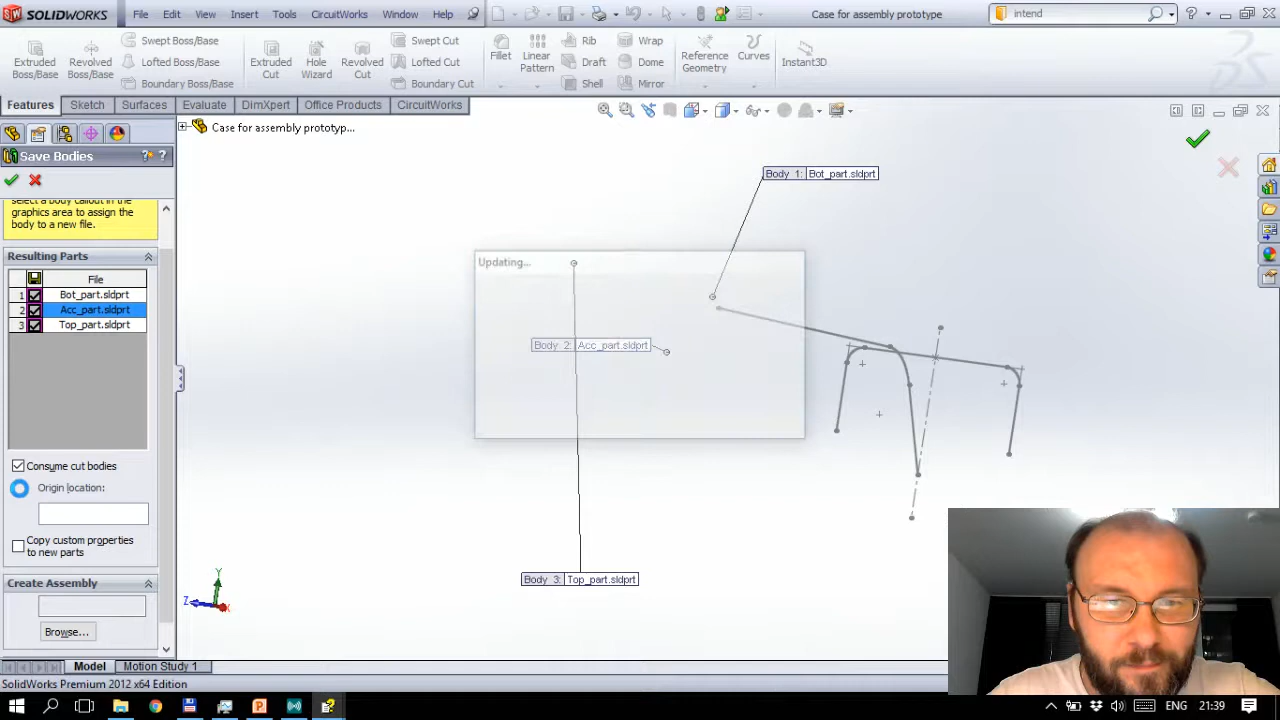 SOLIDWORKS File Edit View Insert Tools CircuitWorks Window Help Case for assembly prototype intend
Extruded Boss/Base
Revolved Boss/Base
Swept Boss/Base
Lofted Boss/Base
Boundary Boss/Base
Extruded Cut
Hole Wizard
Revolved Cut
Swept Cut
Lofted Cut
Boundary Cut
Fillet
Linear Pattern
Rib
Draft
Shell
Wrap
Dome
Mirror
Reference Geometry
Curves
Instant3D
Features Sketch Surfaces Evaluate DimXpert Office Products CircuitWorks
Case for assembly prototyp...
Save Bodies
? ?
select a body callout in the
graphics area to assign the
body to a new file.
Resulting Parts
File
1 Bot_part.sldprt
2 Acc_part.sldprt
3 Top_part.sldprt
Consume cut bodies
Origin location:
Copy custom properties
to new parts
Create Assembly
Browse...
Body 1: Bot_part.sldprt
Updating...
Body 2: Acc_part.sldprt
Body 3: Top_part.sldprt
Y
Z X
Model Motion Study 1
SolidWorks Premium 2012 x64 Edition
ENG 21:39